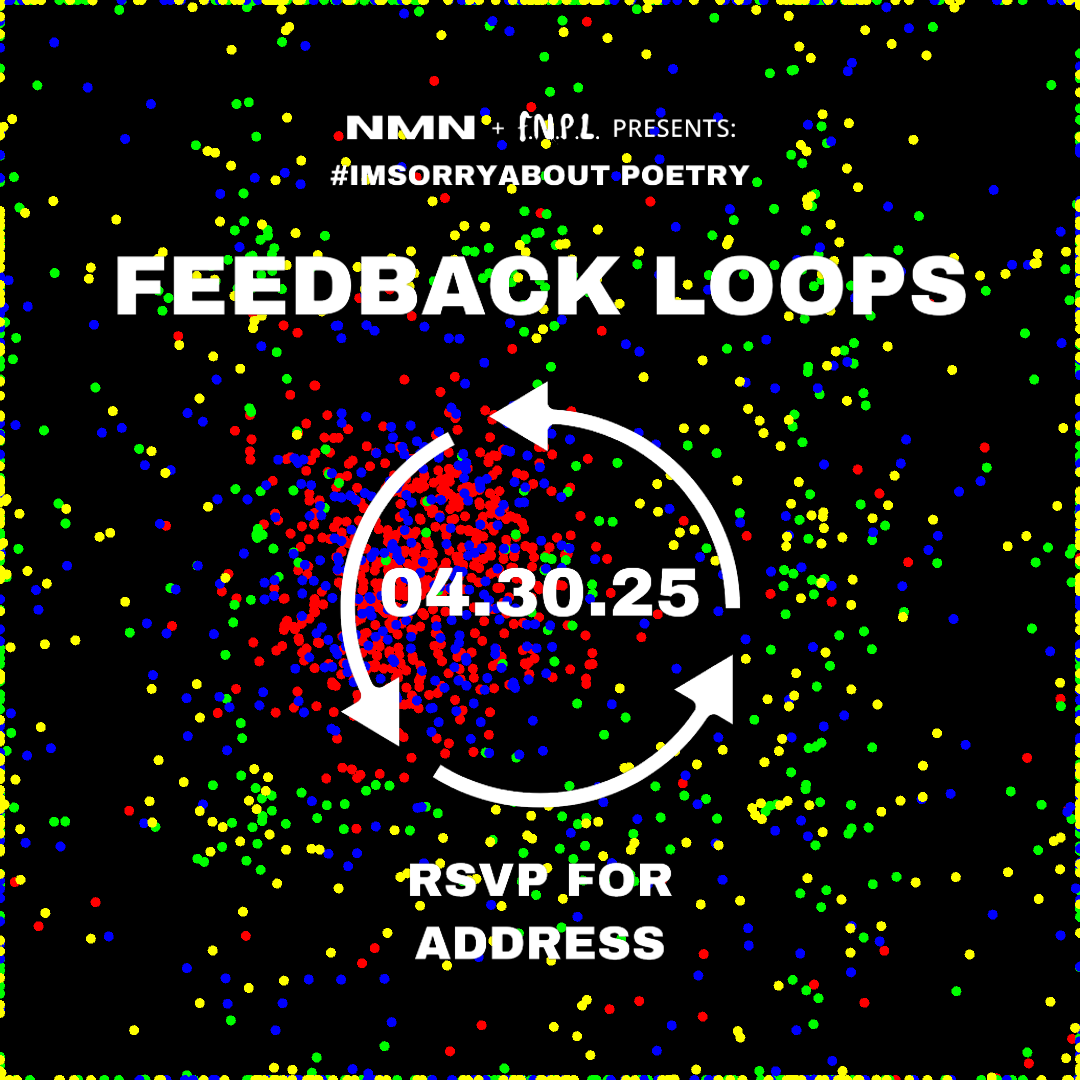 NMN + F.N.P.L. PRESENTS:
#IMSORRYABOUT POETRY
FEEDBACK LOOPS
04.30.25
RSVP FOR
ADDRESS